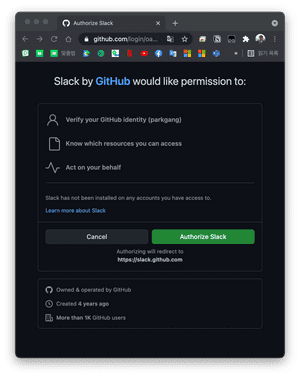 Authorize Slack
github.com/login/oa...
맞춤법
읽기 목록
Slack by GitHub would like permission to:
Verify your GitHub identity (parkgang)
Know which resources you can access
Act on your behalf
Slack has not been installed on any accounts you have access to.
Learn more about Slack
Cancel
Authorize Slack
Authorizing will redirect to
https://slack.github.com
Owned & operated by GitHub
Created 4 years ago
More than 1K GitHub users